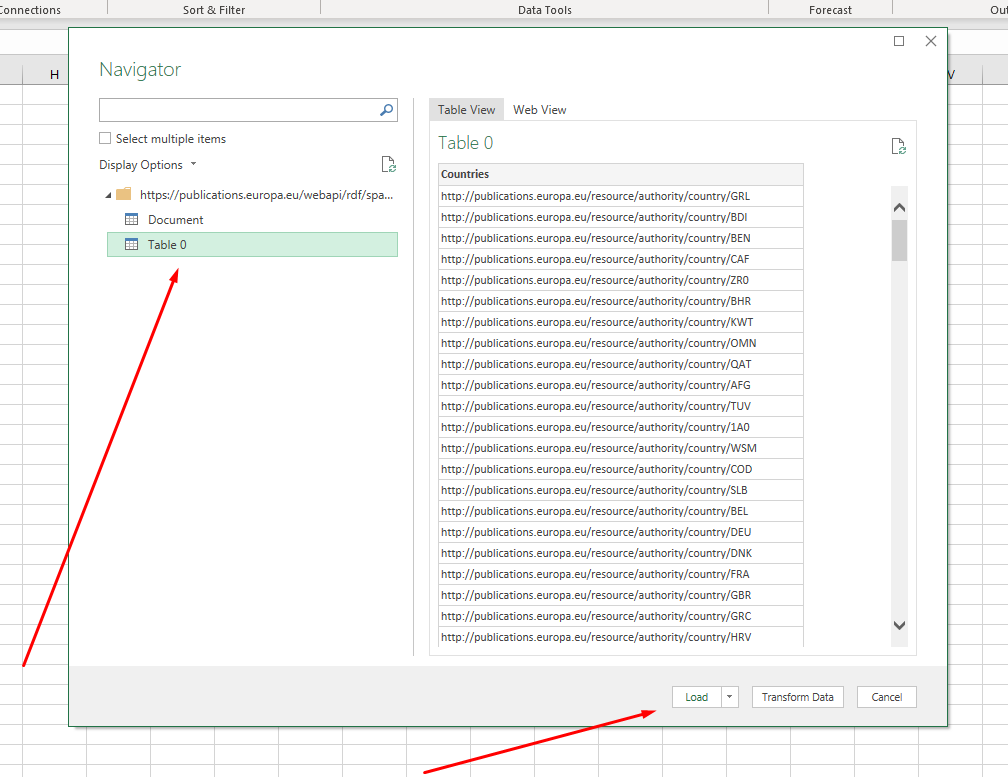 Connections
Sort & Filter
Data Tools
Forecast
Out
H
V
Navigator
Select multiple items
Display Options
https://publications.europa.eu/webapi/rdf/spa...
Document
Table 0
Table View
Web View
Table 0
Countries
http://publications.europa.eu/resource/authority/country/GRL
http://publications.europa.eu/resource/authority/country/BDI
http://publications.europa.eu/resource/authority/country/BEN
http://publications.europa.eu/resource/authority/country/CAF
http://publications.europa.eu/resource/authority/country/ZR0
http://publications.europa.eu/resource/authority/country/BHR
http://publications.europa.eu/resource/authority/country/KWT
http://publications.europa.eu/resource/authority/country/OMN
http://publications.europa.eu/resource/authority/country/QAT
http://publications.europa.eu/resource/authority/country/AFG
http://publications.europa.eu/resource/authority/country/TUV
http://publications.europa.eu/resource/authority/country/1A0
http://publications.europa.eu/resource/authority/country/WSM
http://publications.europa.eu/resource/authority/country/COD
http://publications.europa.eu/resource/authority/country/SLB
http://publications.europa.eu/resource/authority/country/BEL
http://publications.europa.eu/resource/authority/country/DEU
http://publications.europa.eu/resource/authority/country/DNK
http://publications.europa.eu/resource/authority/country/FRA
http://publications.europa.eu/resource/authority/country/GBR
http://publications.europa.eu/resource/authority/country/GRC
http://publications.europa.eu/resource/authority/country/HRV
Load
Transform Data
Cancel